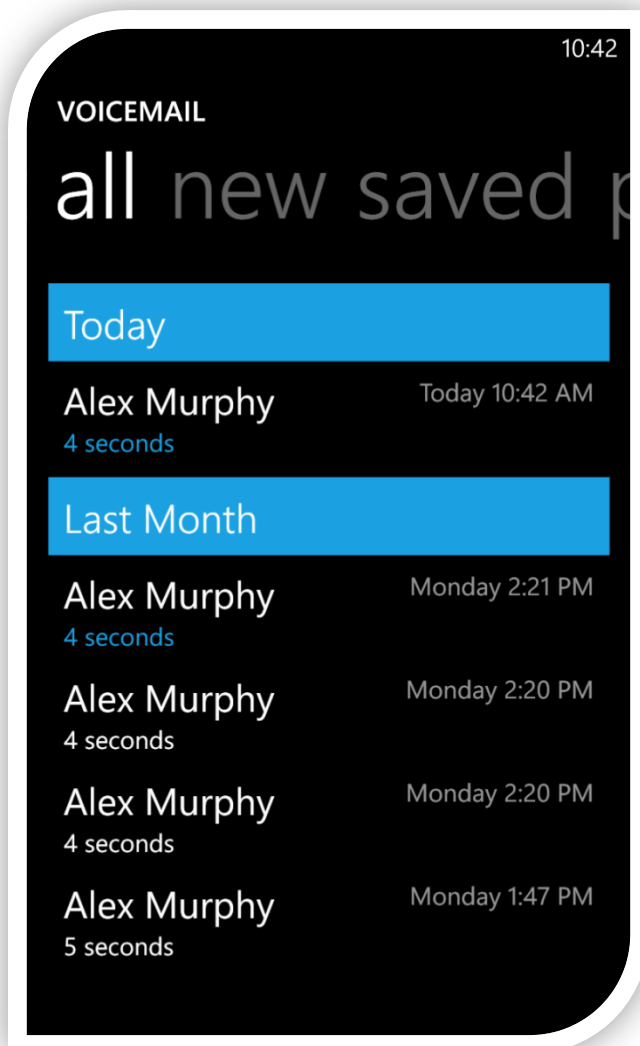 10:42
VOICEMAIL
all new saved p
Today
Alex Murphy Today 10:42 AM
4 seconds
Last Month
Alex Murphy Monday 2:21 PM
4 seconds
Alex Murphy Monday 2:20 PM
4 seconds
Alex Murphy Monday 2:20 PM
4 seconds
Alex Murphy Monday 1:47 PM
5 seconds